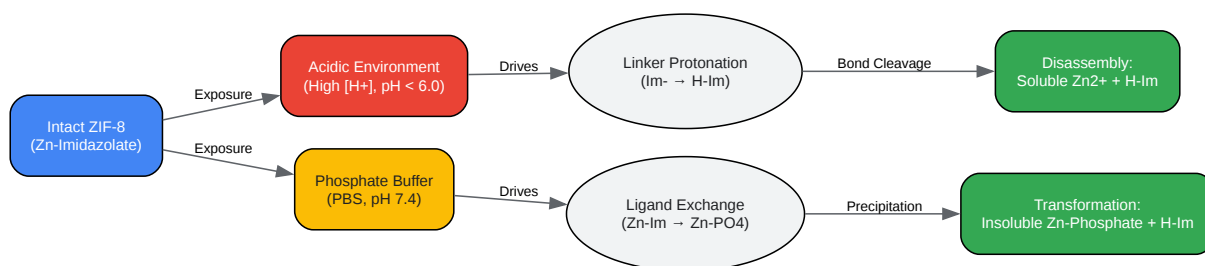 Intact ZIF-8
(Zn-Imidazolate)
Exposure
Acidic Environment
(High [H+], pH < 6.0)
Drives
Linker Protonation
(Im- → H-Im)
Bond Cleavage
Disassembly:
Soluble Zn2+ + H-Im
Exposure
Phosphate Buffer
(PBS, pH 7.4)
Drives
Ligand Exchange
(Zn-Im → Zn-PO4)
Precipitation
Transformation:
Insoluble Zn-Phosphate + H-Im